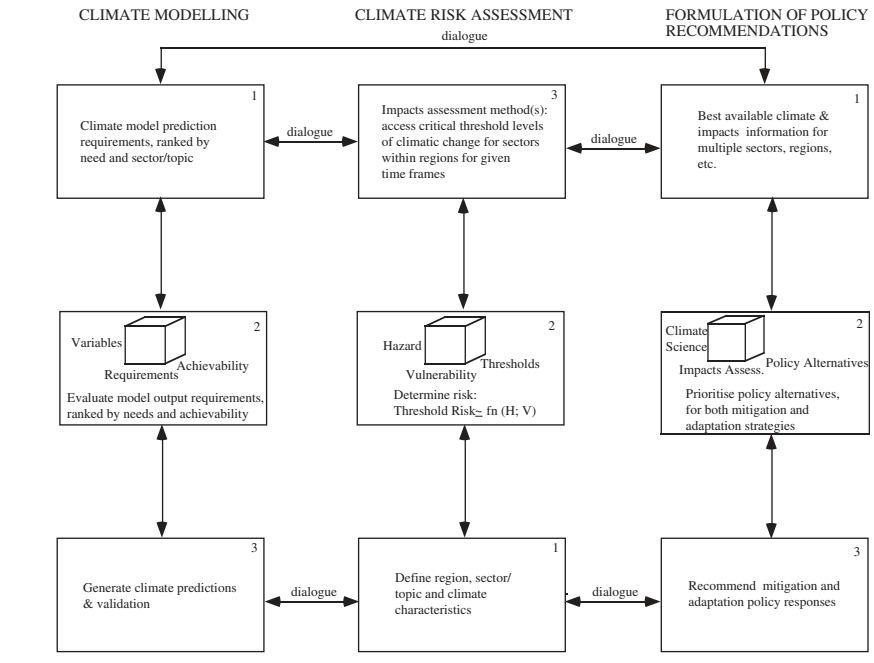 CLIMATE MODELLING
CLIMATE RISK ASSESSMENT
FORMULATION OF POLICY
RECOMMENDATIONS
dialogue
1
Climate model prediction
requirements, ranked by
need and sector/topic
dialogue
3
Impacts assessment method(s):
access critical threshold levels
of climatic change for sectors
within regions for given
time frames
dialogue
1
Best available climate &
impacts information for
multiple sectors, regions,
etc.
2
Variables
Achievability
Requirements
Evaluate model output requirements,
ranked by needs and achievability
2
Hazard
Thresholds
Vulnerability
Determine risk:
Threshold Risk ≃ fn (H; V)
2
Climate
Science
Policy Alternatives
Impacts Assess.
Prioritise policy alternatives,
for both mitigation and
adaptation strategies
3
Generate climate predictions
& validation
dialogue
1
Define region, sector/
topic and climate
characteristics
dialogue
3
Recommend mitigation and
adaptation policy responses